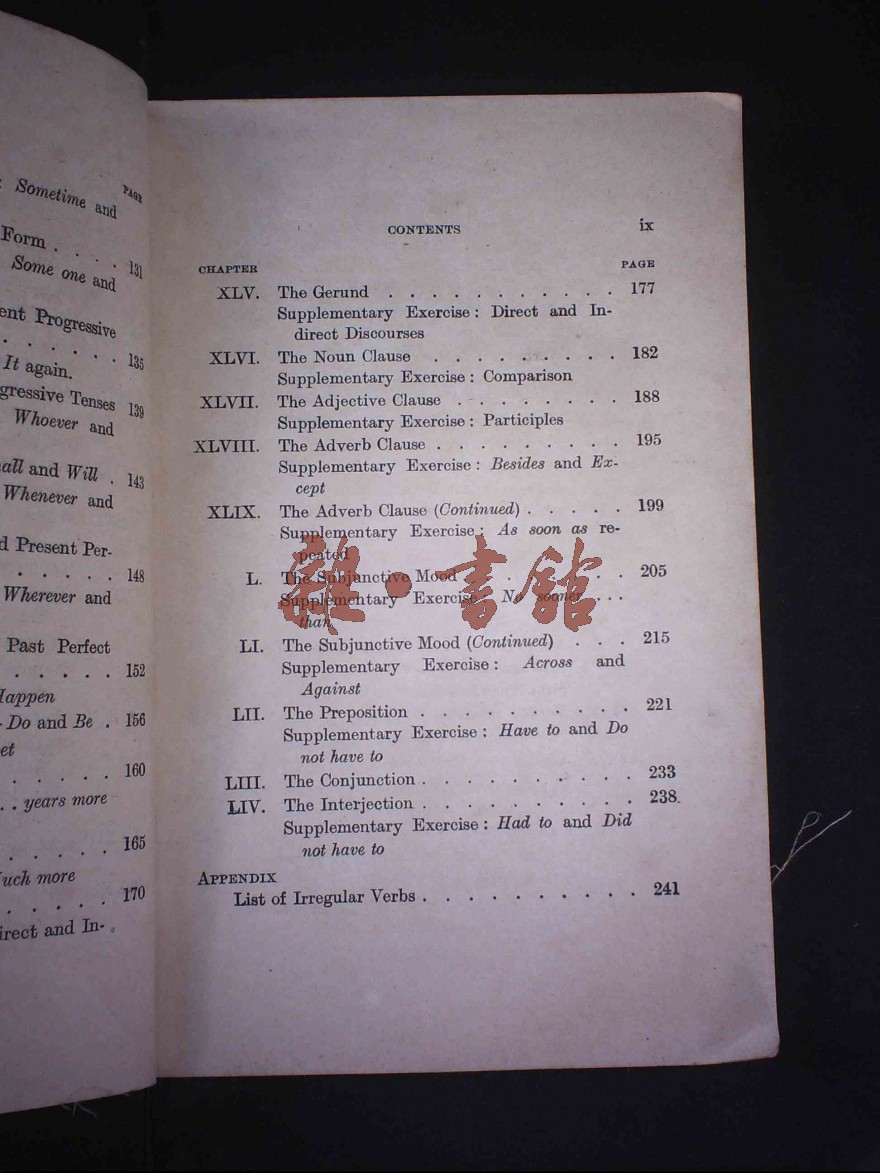 : Sometime and
PAGE
Form . . . . 131
Some one and
ent Progressive
. . . . . . 135
It again.
gressive Tenses 139
Whoever and
all and Will . 143
Whenever and
d Present Per-
. . . . . 148
Wherever and
Past Perfect
. . . . . 152
Happen
Do and Be . 156
et
. . . . . 160
. . years more
. . . . . 165
uch more
. . . . . 170
irect and In-
CONTENTS ix
CHAPTER PAGE
XLV. The Gerund . . . . . . . . . . . 177
Supplementary Exercise : Direct and In-
direct Discourses
XLVI. The Noun Clause . . . . . . . . . 182
Supplementary Exercise : Comparison
XLVII. The Adjective Clause . . . . . . . . 188
Supplementary Exercise : Participles
XLVIII. The Adverb Clause . . . . . . . . . 195
Supplementary Exercise : Besides and Ex-
cept
XLIX. The Adverb Clause (Continued) . . . . . 199
Supplementary Exercise : As soon as re-
peated
L. The Subjunctive Mood . . . . . . . 205
Supplementary Exercise : No sooner . . .
than
LI. The Subjunctive Mood (Continued) . . . 215
Supplementary Exercise : Across and
Against
LII. The Preposition . . . . . . . . . . 221
Supplementary Exercise : Have to and Do
not have to
LIII. The Conjunction . . . . . . . . . . 233
LIV. The Interjection . . . . . . . . . . 238
Supplementary Exercise : Had to and Did
not have to
APPENDIX
List of Irregular Verbs . . . . . . . . . . 241
雜·書館